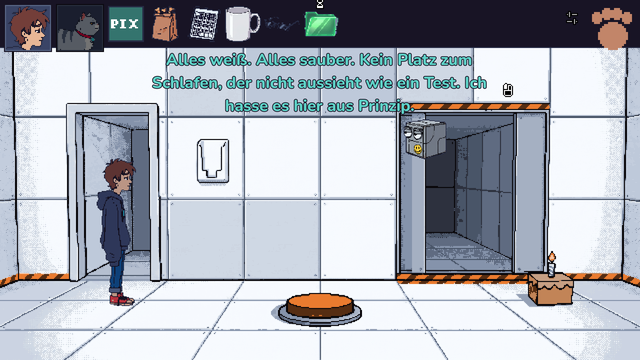 PIX
Alles weiß. Alles sauber. Kein Platz zum
Schlafen, der nicht aussieht wie ein Test. Ich
hasse es hier aus Prinzip.